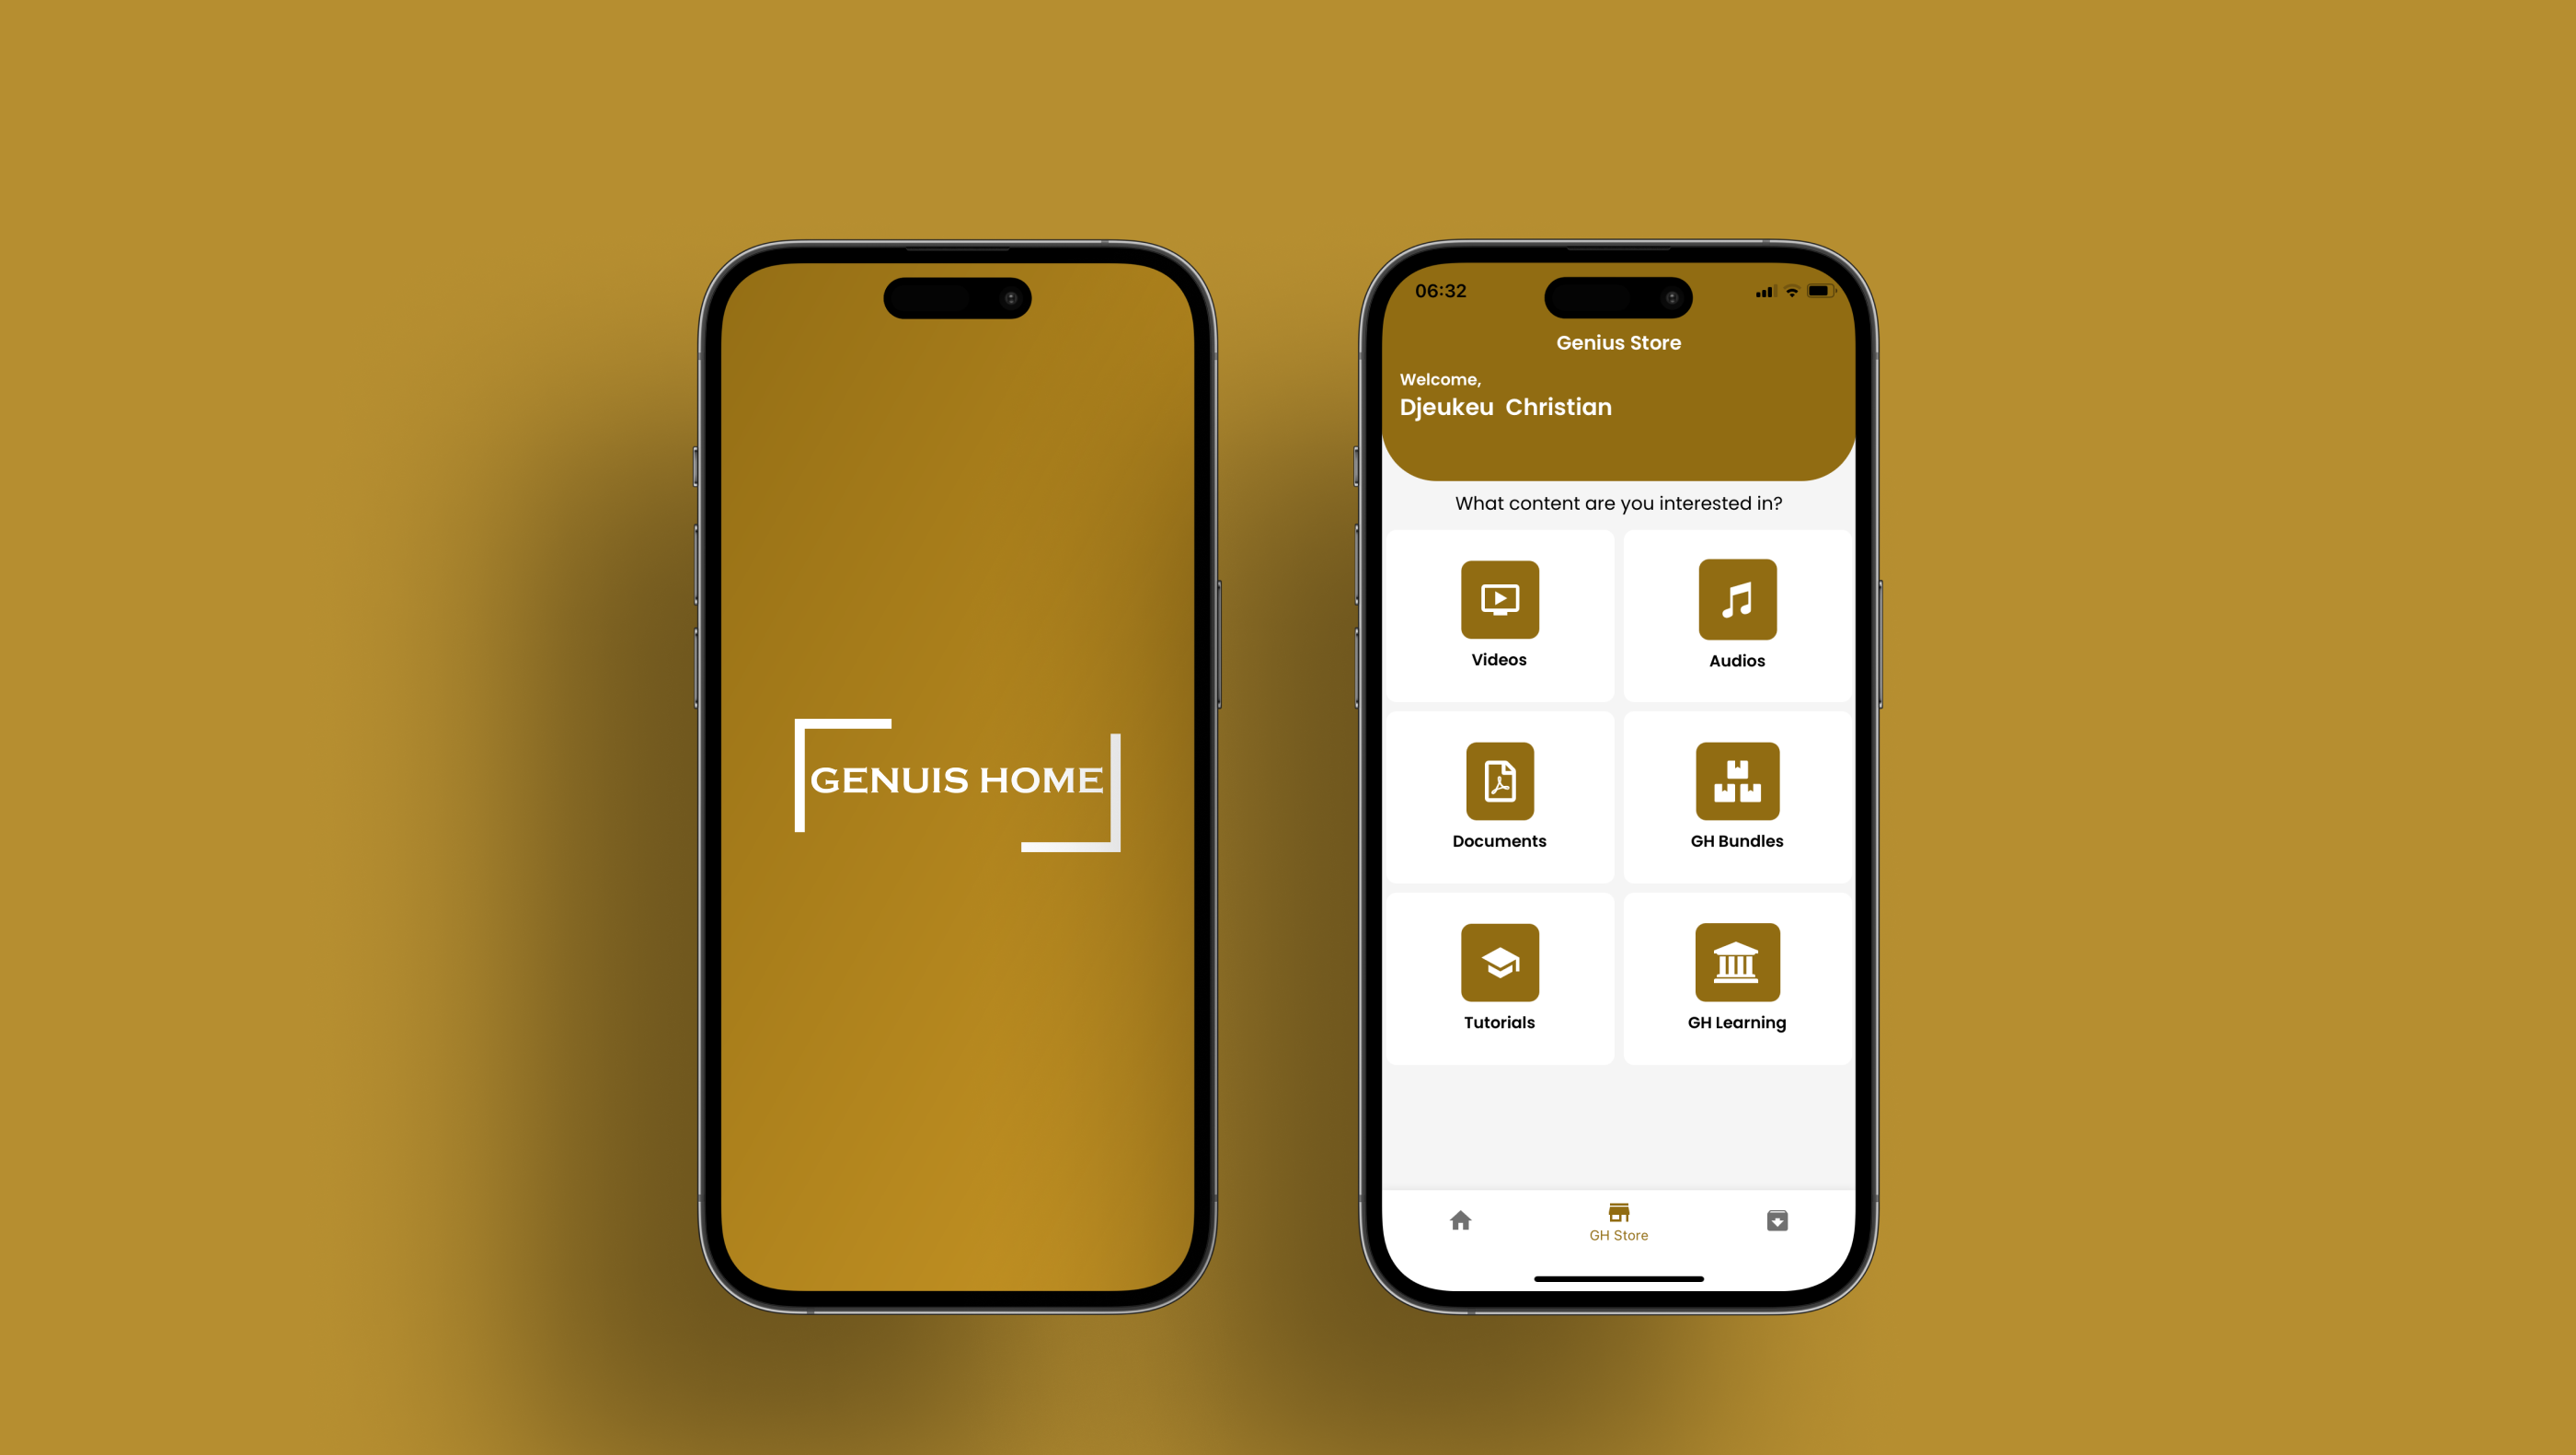 GENUIS HOME
06:32
Genius Store
Welcome,
Djeukeu Christian
What content are you interested in?
Videos
Audios
Documents
GH Bundles
Tutorials
GH Learning
GH Store